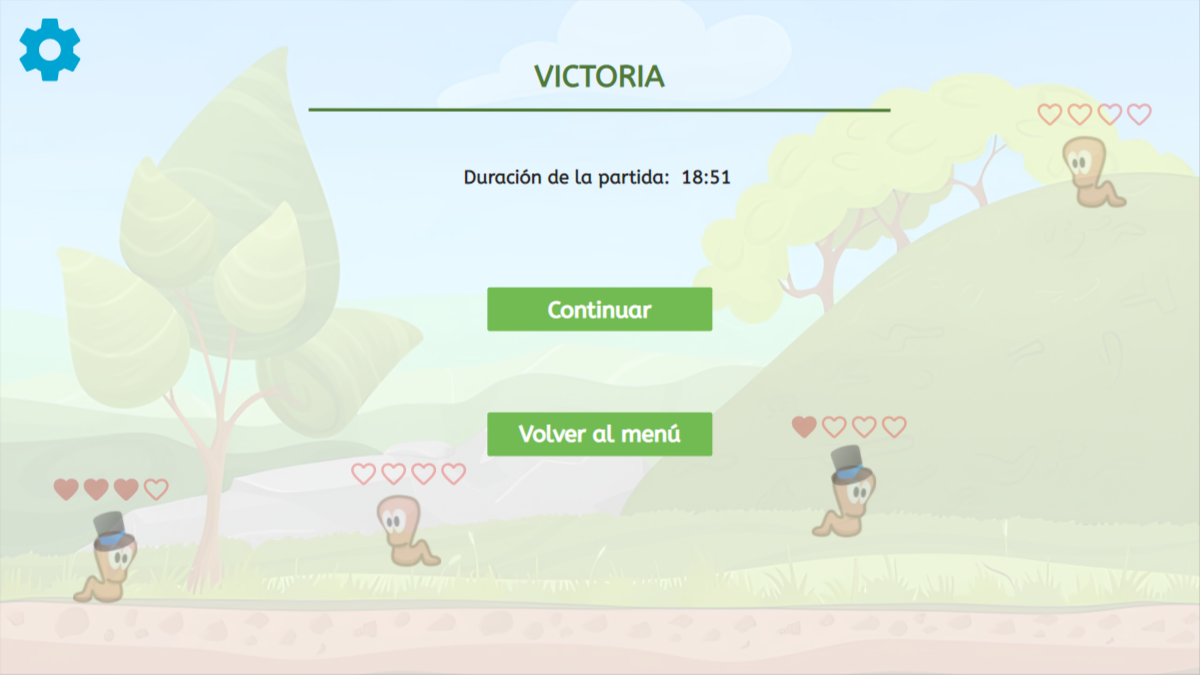 VICTORIA
Duración de la partida: 18:51
Continuar
Volver al menú